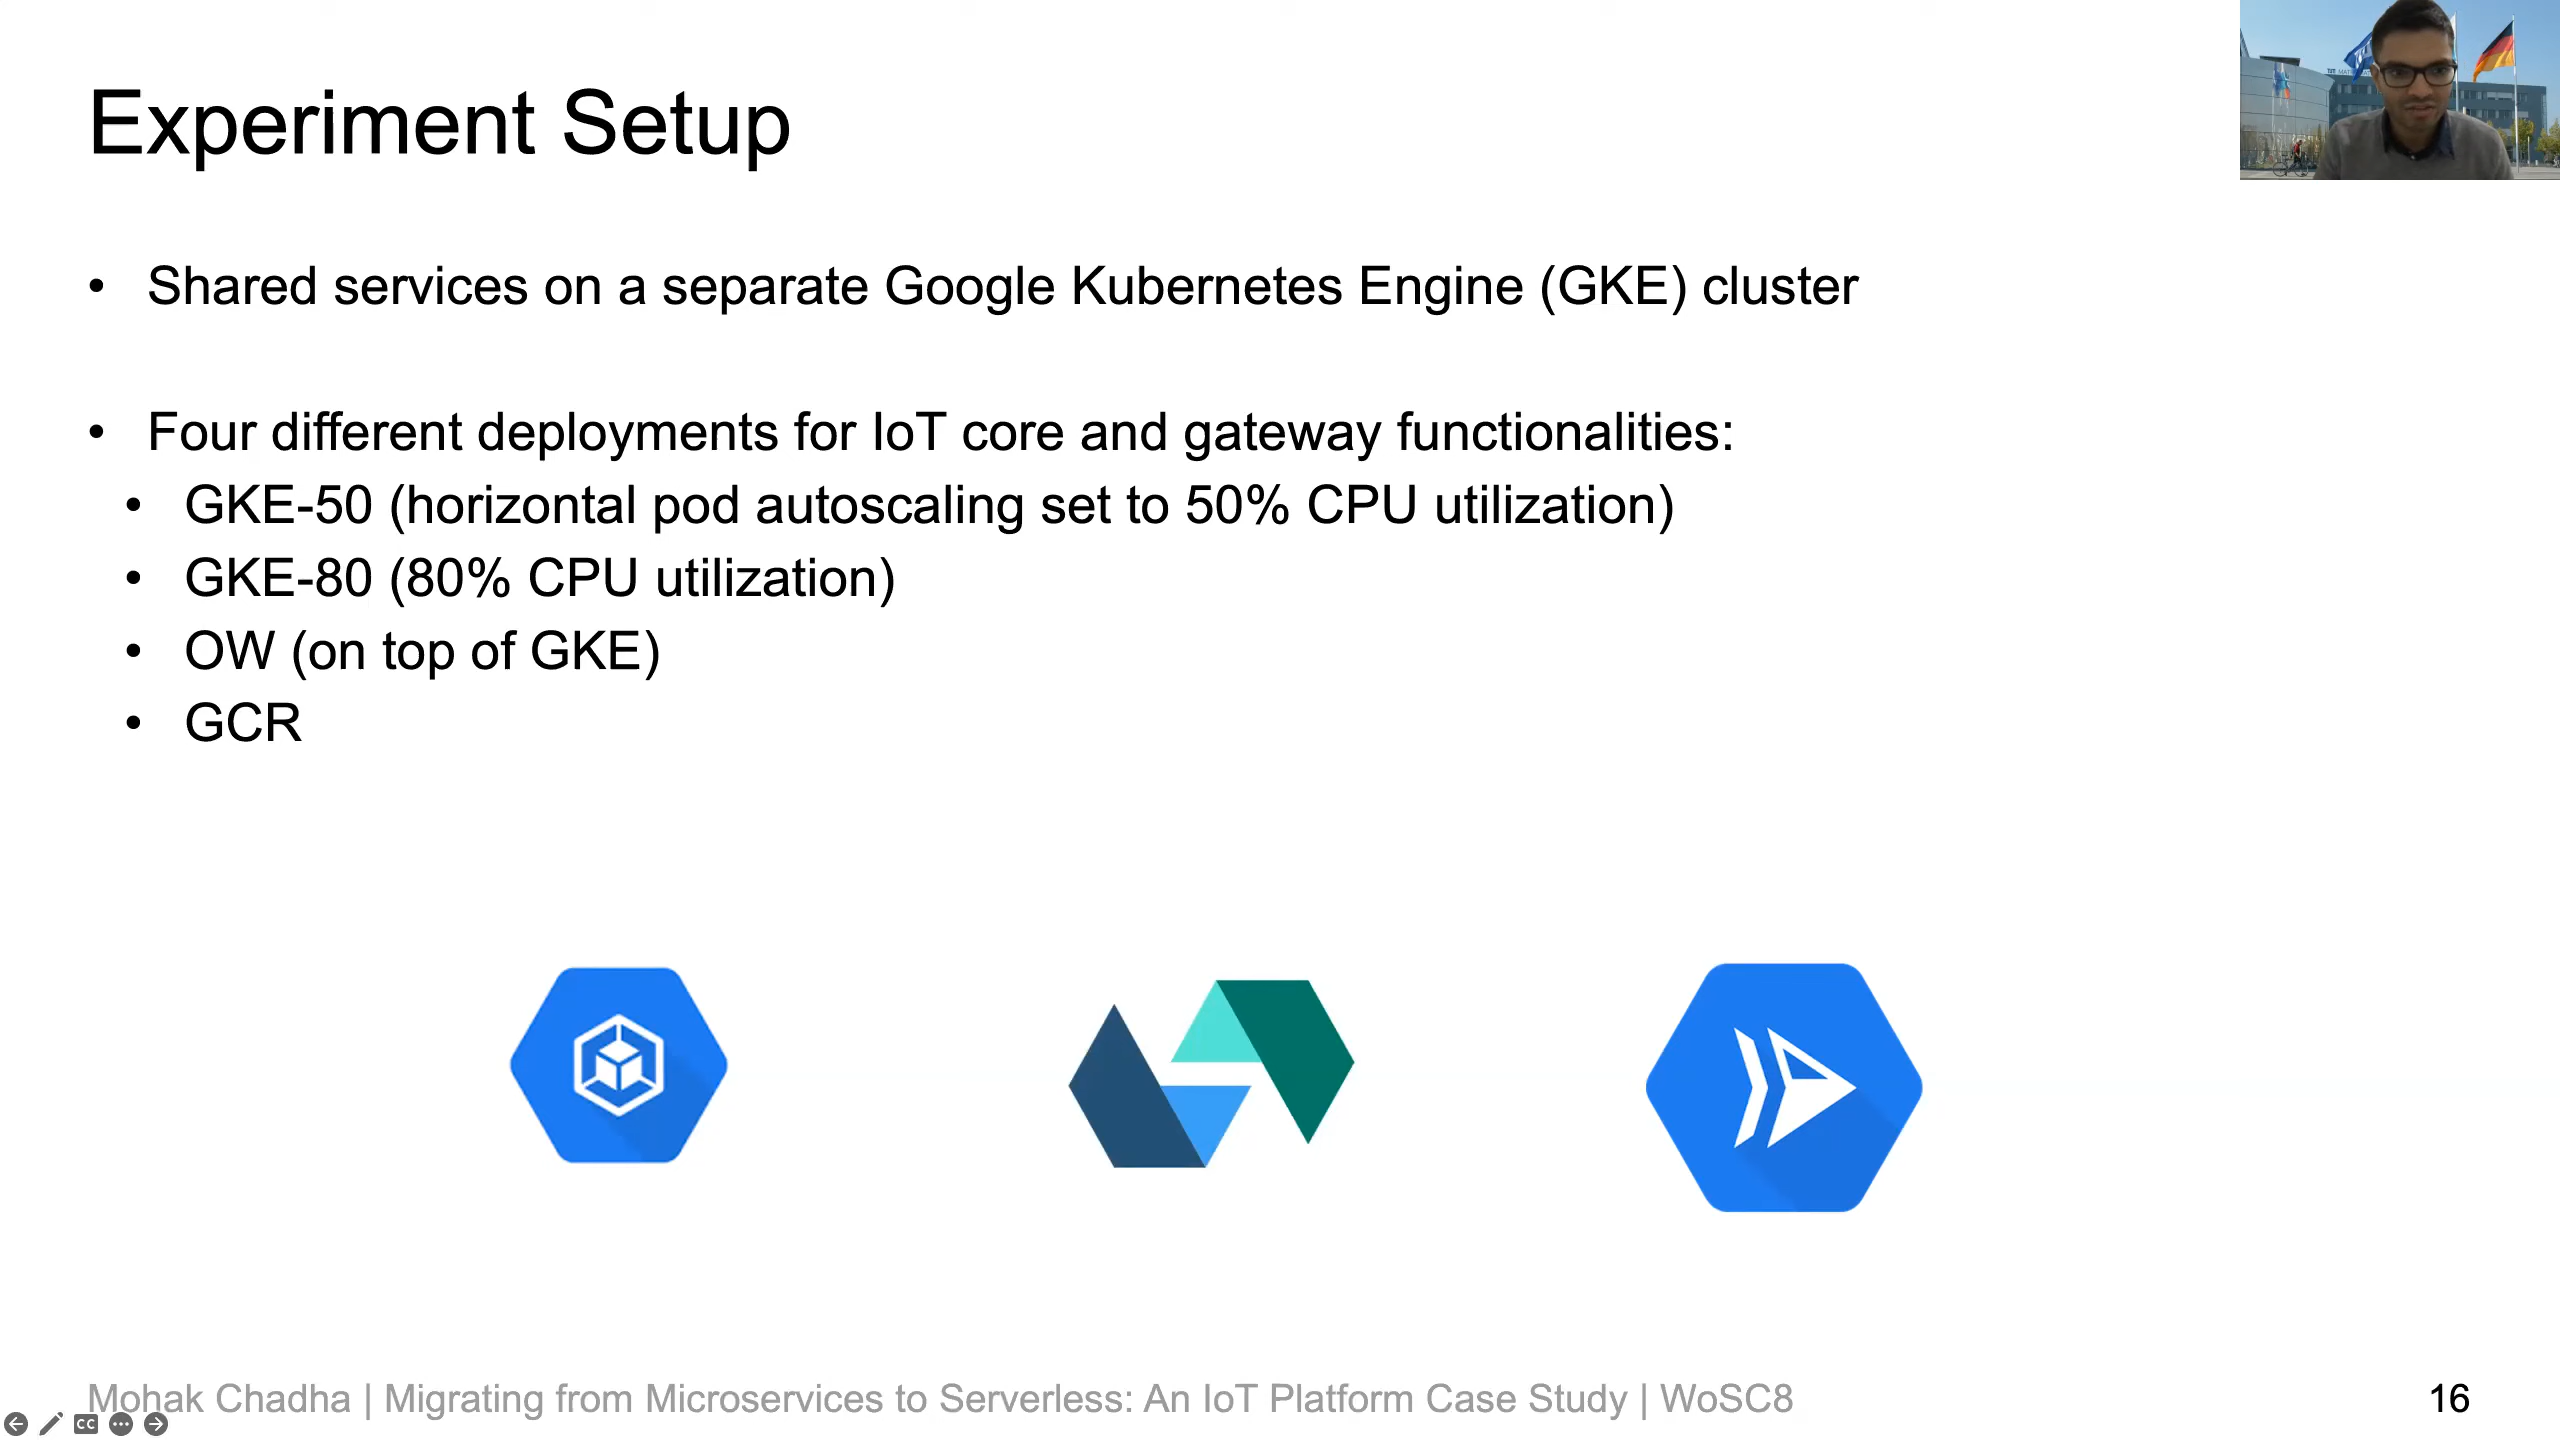 Experiment Setup
• Shared services on a separate Google Kubernetes Engine (GKE) cluster
• Four different deployments for IoT core and gateway functionalities:
• GKE-50 (horizontal pod autoscaling set to 50% CPU utilization)
• GKE-80 (80% CPU utilization)
• OW (on top of GKE)
• GCR
Mohak Chadha | Migrating from Microservices to Serverless: An IoT Platform Case Study | WoSC8
16
CC